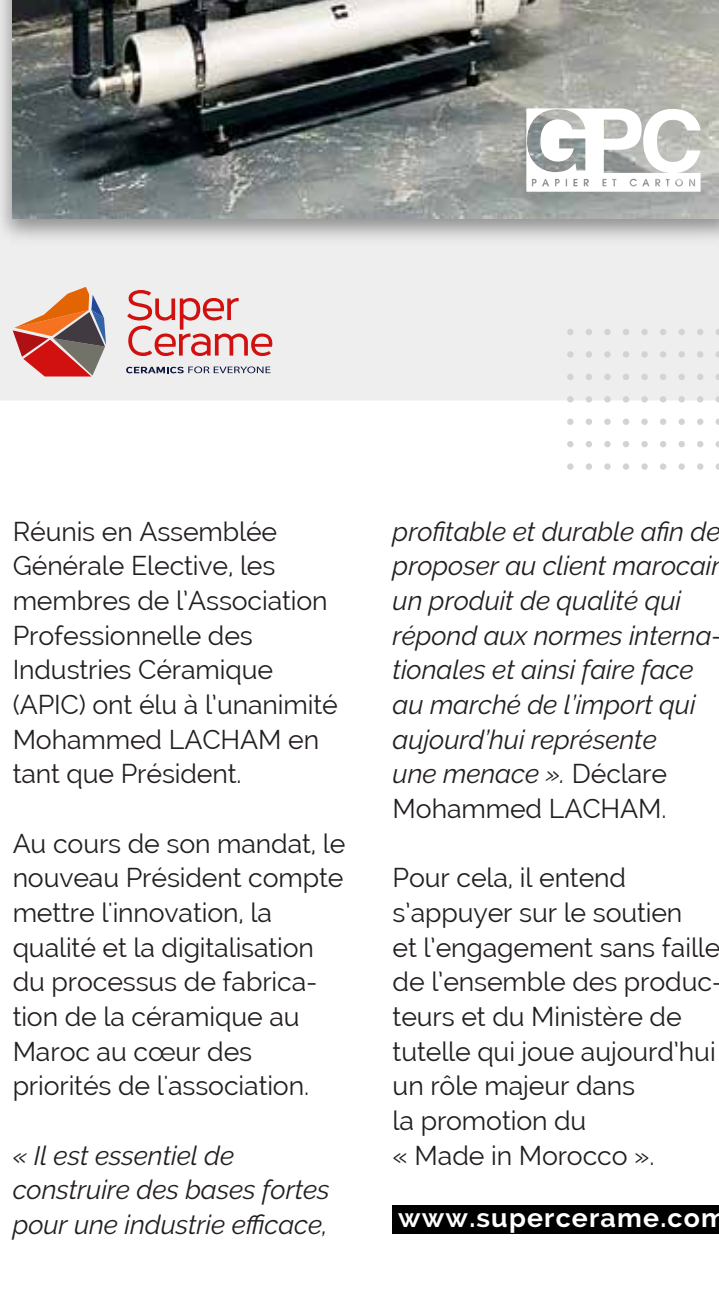 GPC
PAPIER ET CARTON
Super
Cerame
CERAMICS FOR EVERYONE
Réunis en Assemblée
Générale Elective, les
membres de l'Association
Professionnelle des
Industries Céramique
(APIC) ont élu à l'unanimité
Mohammed LACHAM en
tant que Président.
Au cours de son mandat, le
nouveau Président compte
mettre l'innovation, la
qualité et la digitalisation
du processus de fabrica-
tion de la céramique au
Maroc au cœur des
priorités de l'association.
« Il est essentiel de
construire des bases fortes
pour une industrie efficace,
profitable et durable afin de
proposer au client marocain
un produit de qualité qui
répond aux normes interna-
tionales et ainsi faire face
au marché de l'import qui
aujourd'hui représente
une menace ». Déclare
Mohammed LACHAM.
Pour cela, il entend
s'appuyer sur le soutien
et l'engagement sans faille
de l'ensemble des produc-
teurs et du Ministère de
tutelle qui joue aujourd'hui
un rôle majeur dans
la promotion du
« Made in Morocco ».
www.supercerame.com